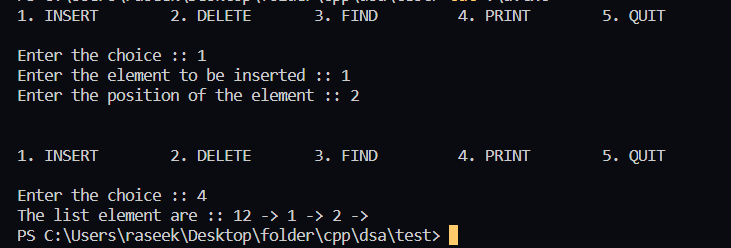 1. INSERT 2. DELETE 3. FIND 4. PRINT 5. QUIT
Enter the choice :: 1
Enter the element to be inserted :: 1
Enter the position of the element :: 2
1. INSERT 2. DELETE 3. FIND 4. PRINT 5. QUIT
Enter the choice :: 4
The list element are :: 12 -> 1 -> 2 ->
PS C:\Users\raseek\Desktop\folder\cpp\dsa\test>